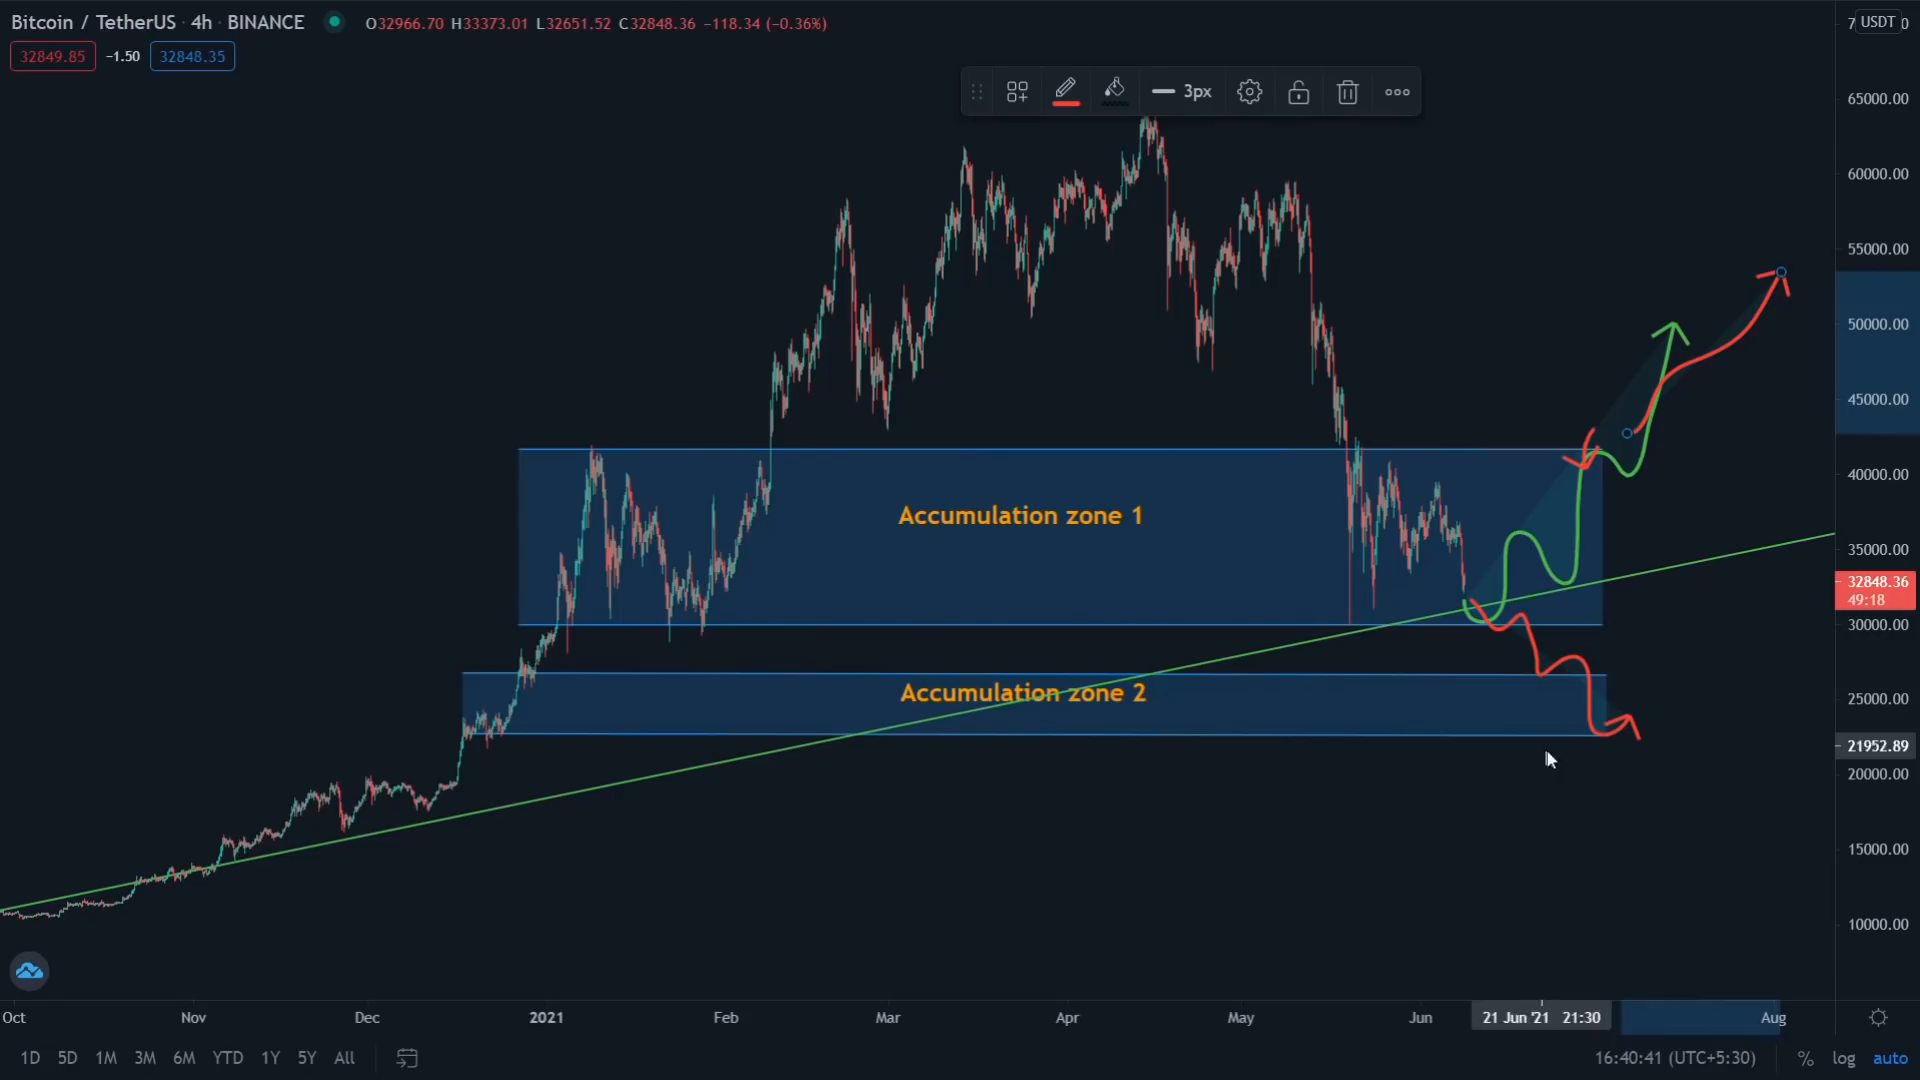 Bitcoin / TetherUS · 4h · BINANCE O32966.70 H33373.01 L32651.52 C32848.36 −118.34 (−0.36%)
USDT
32849.85 −1.50 32848.35
3px
65000.00
60000.00
55000.00
50000.00
45000.00
40000.00
Accumulation zone 1
35000.00
32848.36
49:18
30000.00
Accumulation zone 2
25000.00
21952.89
20000.00
15000.00
10000.00
Oct Nov Dec 2021 Feb Mar Apr May Jun 21 Jun '21 21:30 Aug
1D 5D 1M 3M 6M YTD 1Y 5Y All 16:40:41 (UTC+5:30) % log auto